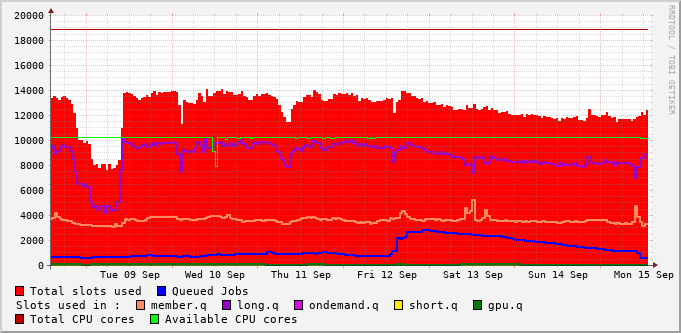 20000
18000
16000
14000
12000
10000
8000
6000
4000
2000
0
Tue 09 Sep Wed 10 Sep Thu 11 Sep Fri 12 Sep Sat 13 Sep Sun 14 Sep Mon 15 Sep
Total slots used Queued Jobs
Slots used in : member.q long.q ondemand.q short.q gpu.q
Total CPU cores Available CPU cores
RRDTOOL / TOBI OETIKER